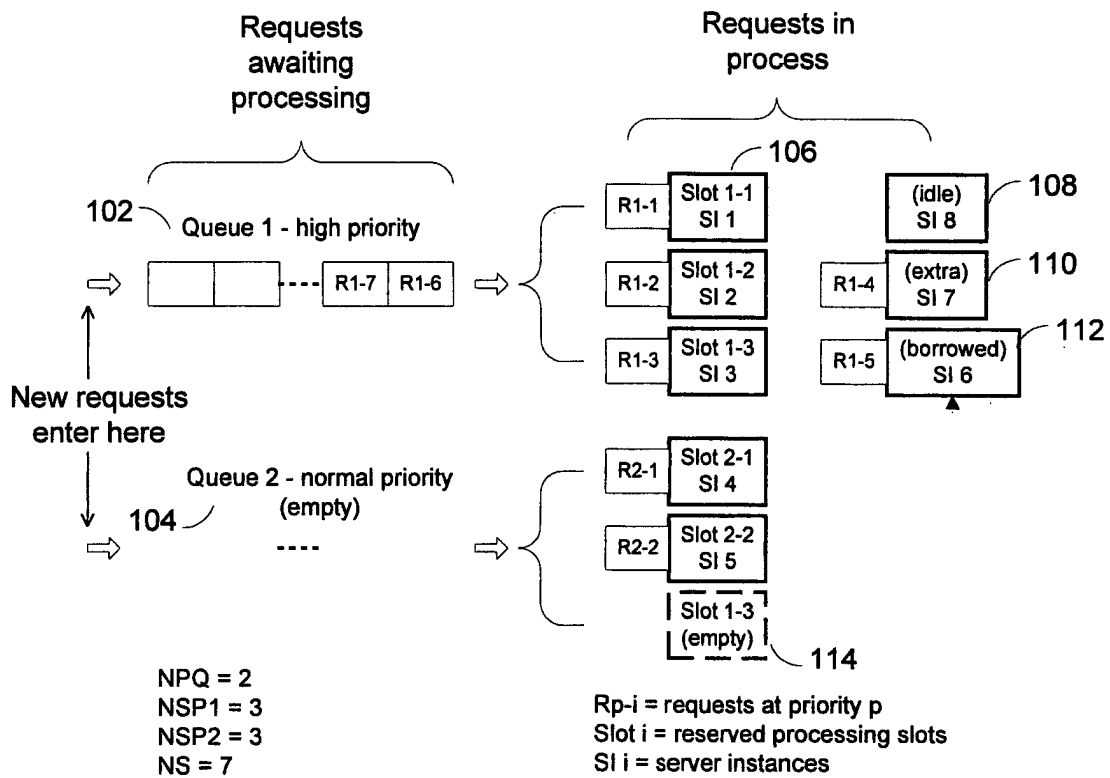 Requests
awaiting
processing
Requests in
process
102
Queue 1 - high priority
R1-7
R1-6
New requests
enter here
104
Queue 2 - normal priority
(empty)
106
R1-1
Slot 1-1
SI 1
R1-2
Slot 1-2
SI 2
R1-3
Slot 1-3
SI 3
(idle)
SI 8
108
R1-4
(extra)
SI 7
110
R1-5
(borrowed)
SI 6
112
R2-1
Slot 2-1
SI 4
R2-2
Slot 2-2
SI 5
Slot 1-3
(empty)
114
NPQ = 2
NSP1 = 3
NSP2 = 3
NS = 7
Rp-i = requests at priority p
Slot i = reserved processing slots
SI i = server instances